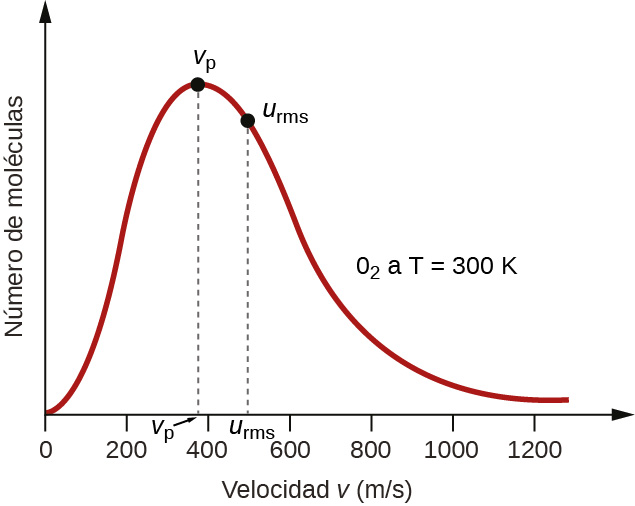 vp
urms
Número de moléculas
02 a T = 300 K
vp urms
0 200 400 600 800 1000 1200
Velocidad v (m/s)